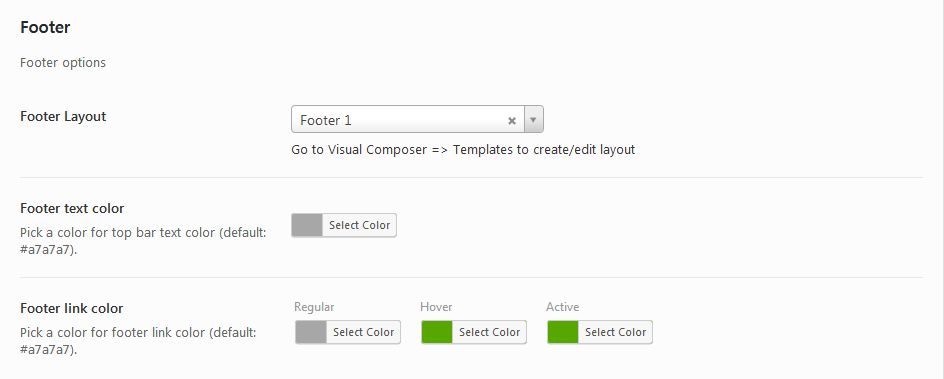 Footer
Footer options
Footer Layout
Footer 1
Go to Visual Composer => Templates to create/edit layout
Footer text color
Pick a color for top bar text color (default:
#a7a7a7).
Select Color
Footer link color
Pick a color for footer link color (default:
#a7a7a7).
Regular Hover Active
Select Color Select Color Select Color